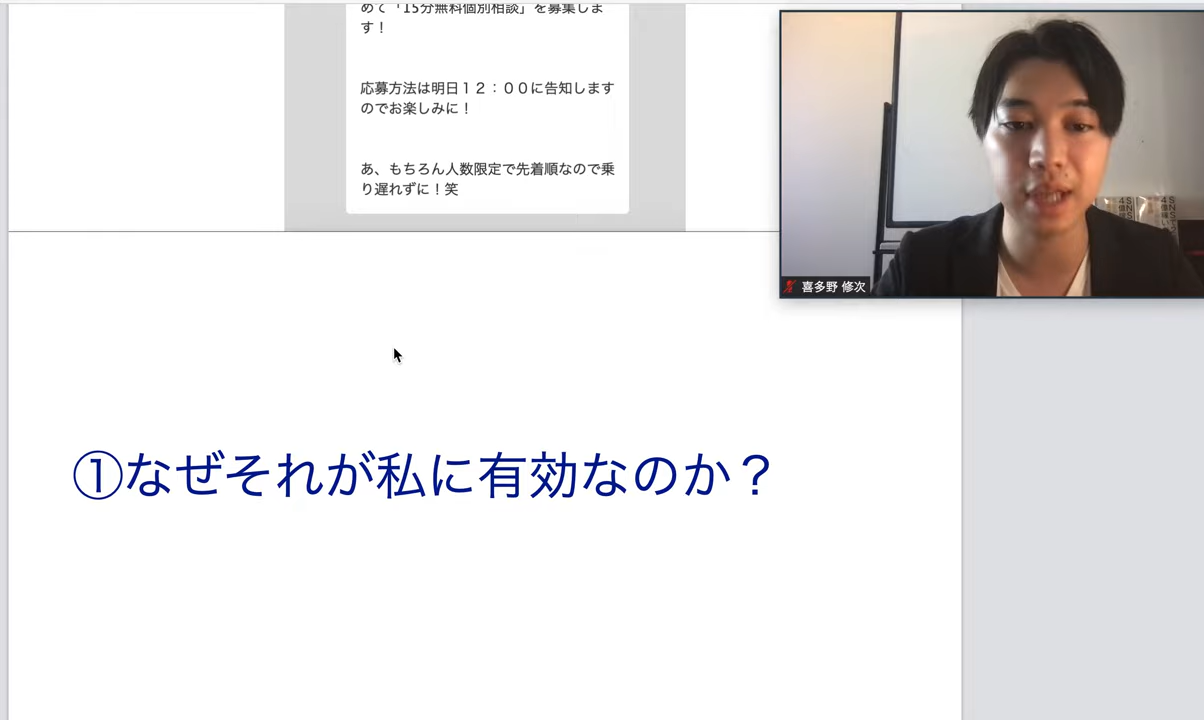 めて「15分無料個別相談」を募集しま
す！
応募方法は明日１２：００に告知します
のでお楽しみに！
あ、もちろん人数限定で先着順なので乗
り遅れずに！笑
喜多野 修次
①なぜそれが私に有効なのか？